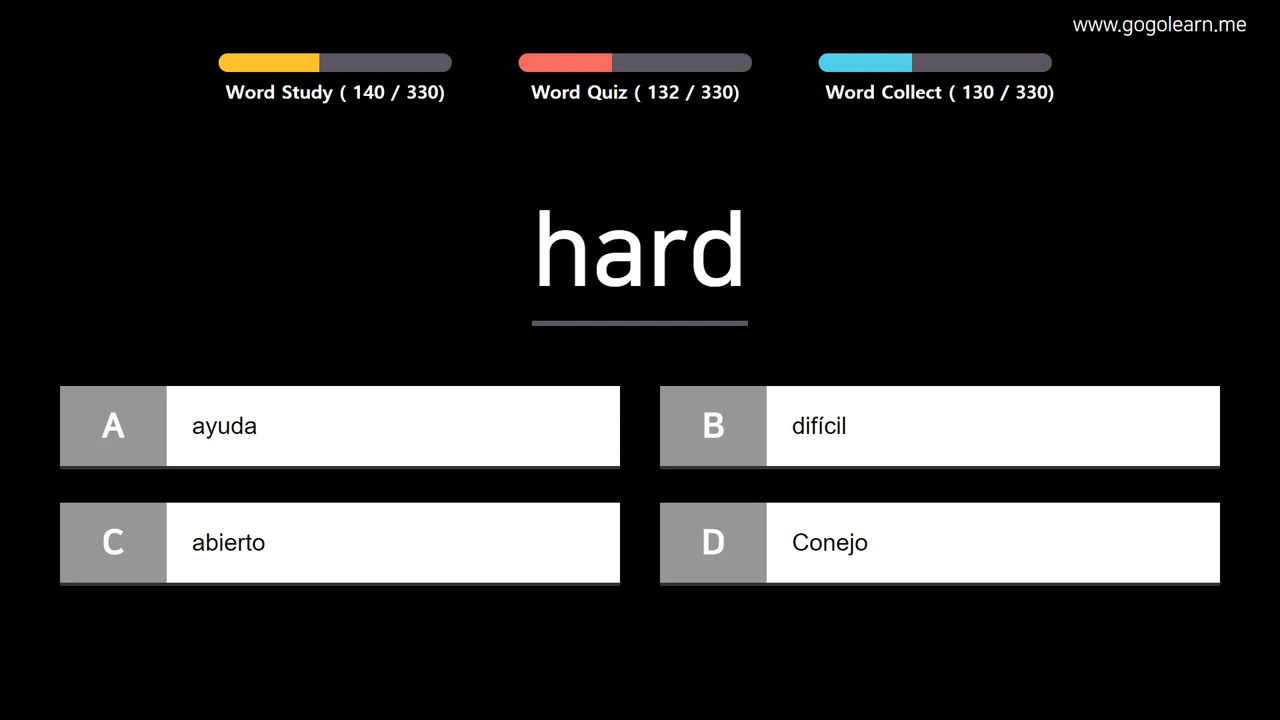 www.gogolearn.me
Word Study ( 140 / 330)
Word Quiz ( 132 / 330)
Word Collect ( 130 / 330)
hard
A ayuda
B difícil
C abierto
D Conejo